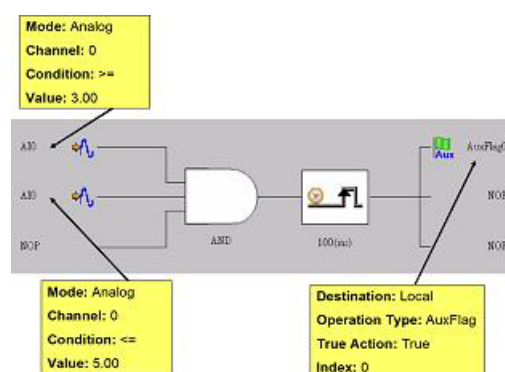 Mode: Analog
Channel: 0
Condition: >=
Value: 3.00
AI0
Aux
AuxFlag0
AI0
NOP
NOP
AND
100(ms)
NOP
Mode: Analog
Channel: 0
Condition: <=
Value: 5.00
Destination: Local
Operation Type: AuxFlag
True Action: True
Index: 0